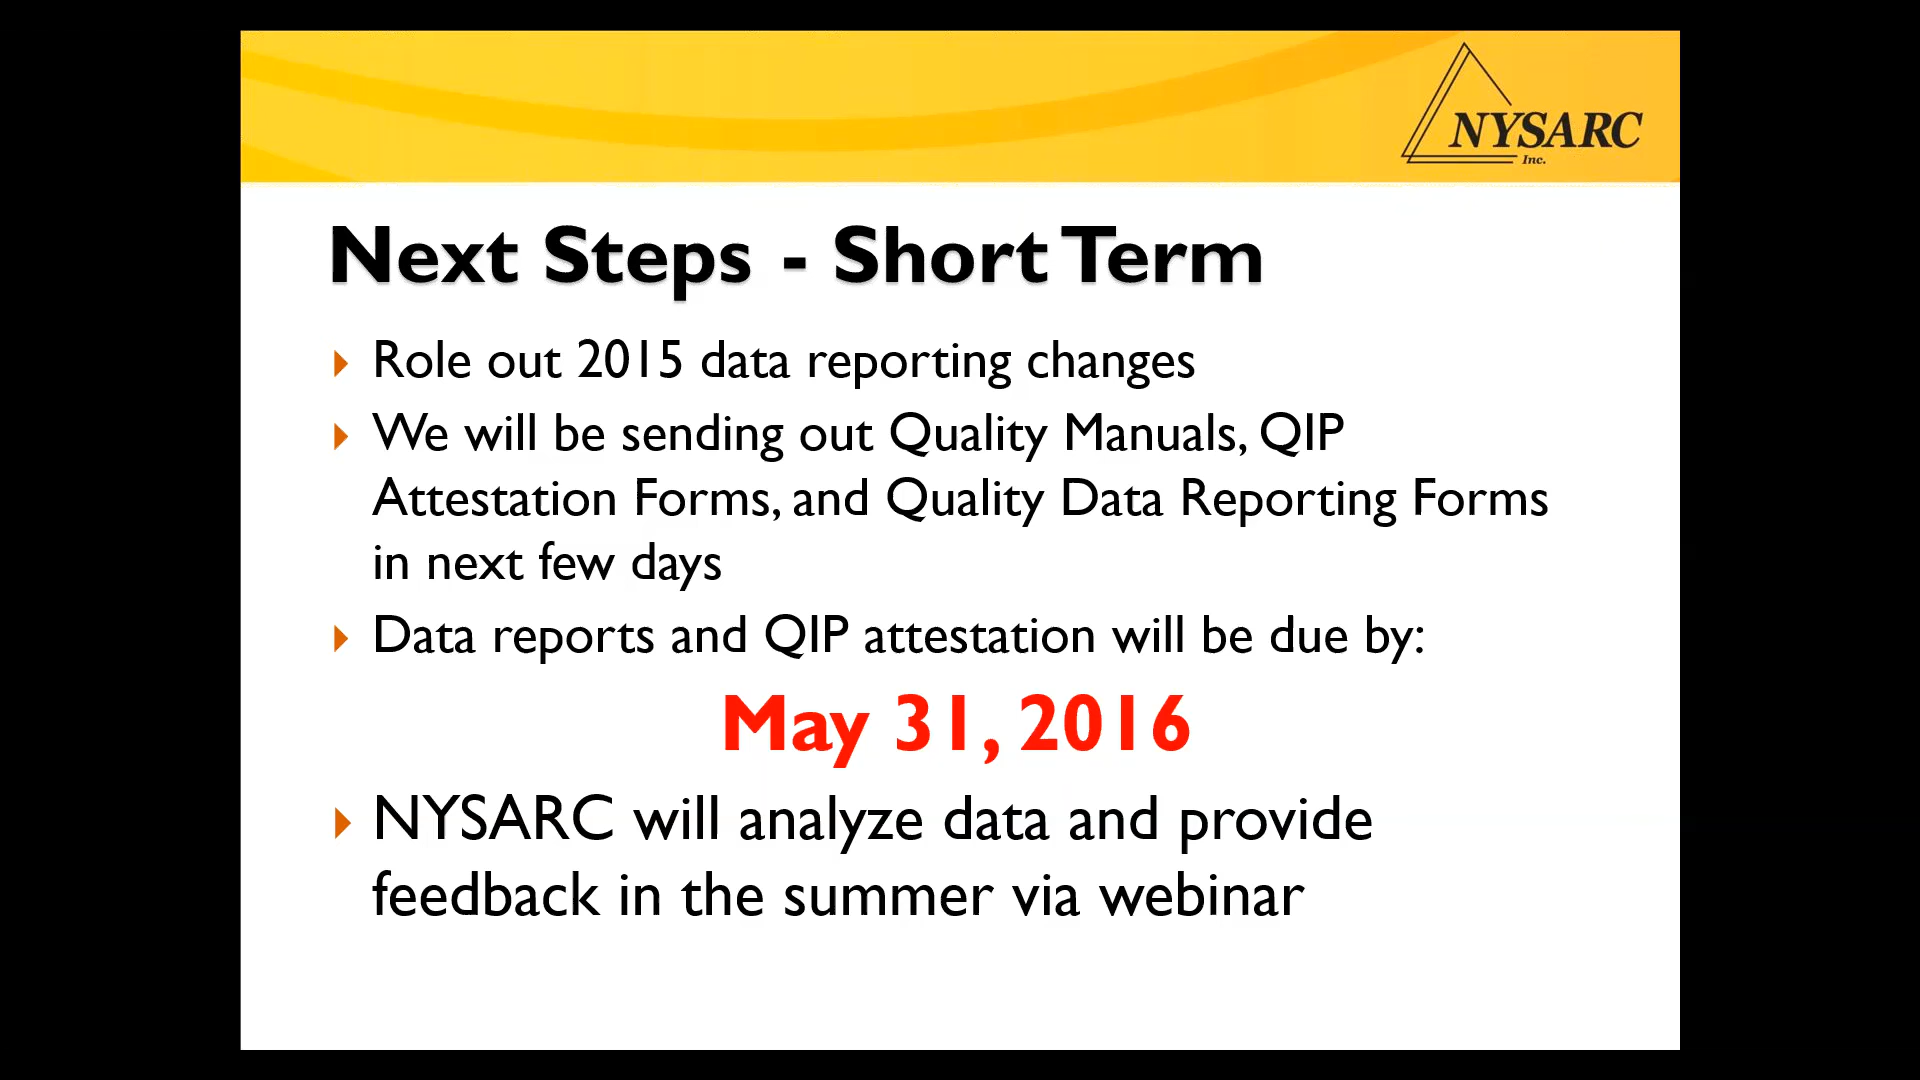 NYSARC
Inc.
Next Steps - Short Term
Role out 2015 data reporting changes
We will be sending out Quality Manuals, QIP
Attestation Forms, and Quality Data Reporting Forms
in next few days
Data reports and QIP attestation will be due by:
May 31, 2016
NYSARC will analyze data and provide
feedback in the summer via webinar